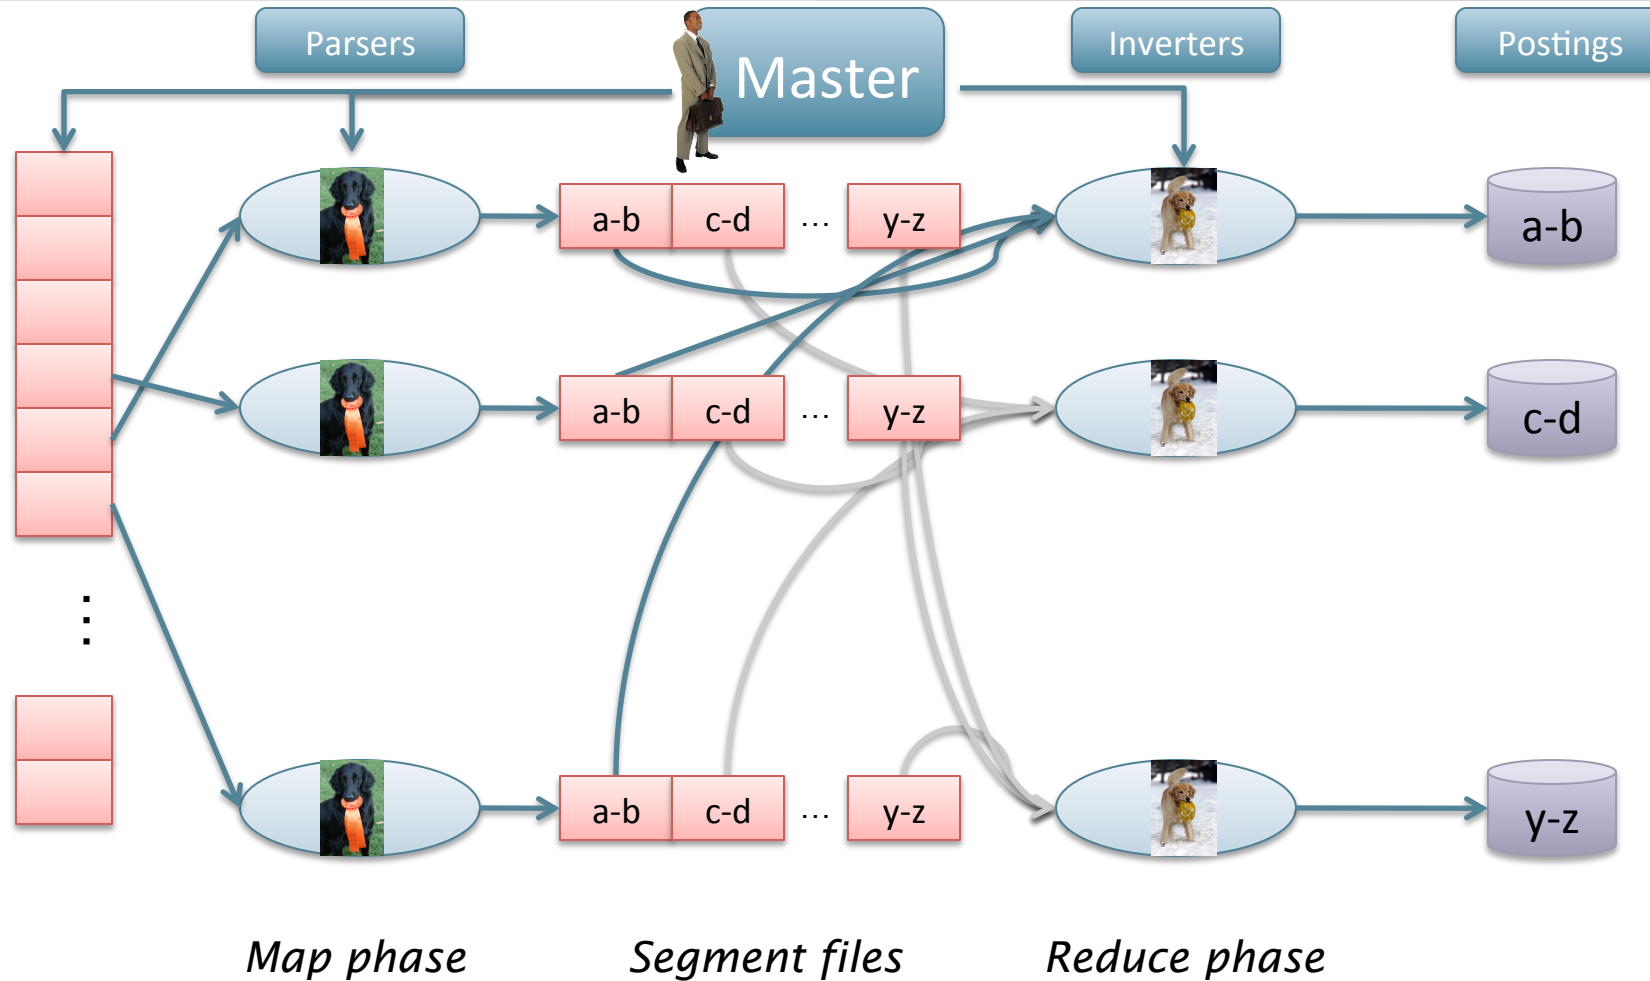 Parsers
Master
Inverters
Postings
a-b c-d ... y-z
a-b
a-b c-d ... y-z
c-d
a-b c-d ... y-z
y-z
Map phase
Segment files
Reduce phase